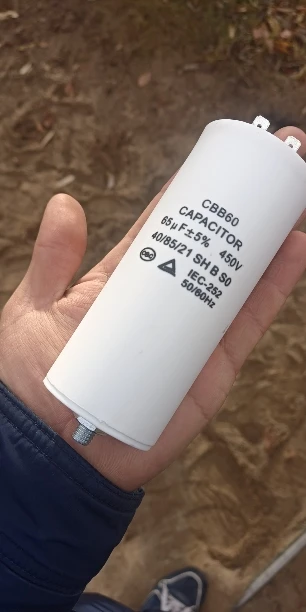 CBB60
CAPACITOR
65µF±5% 450V
40/85/21 SH B S0
IEC-252
50/60Hz